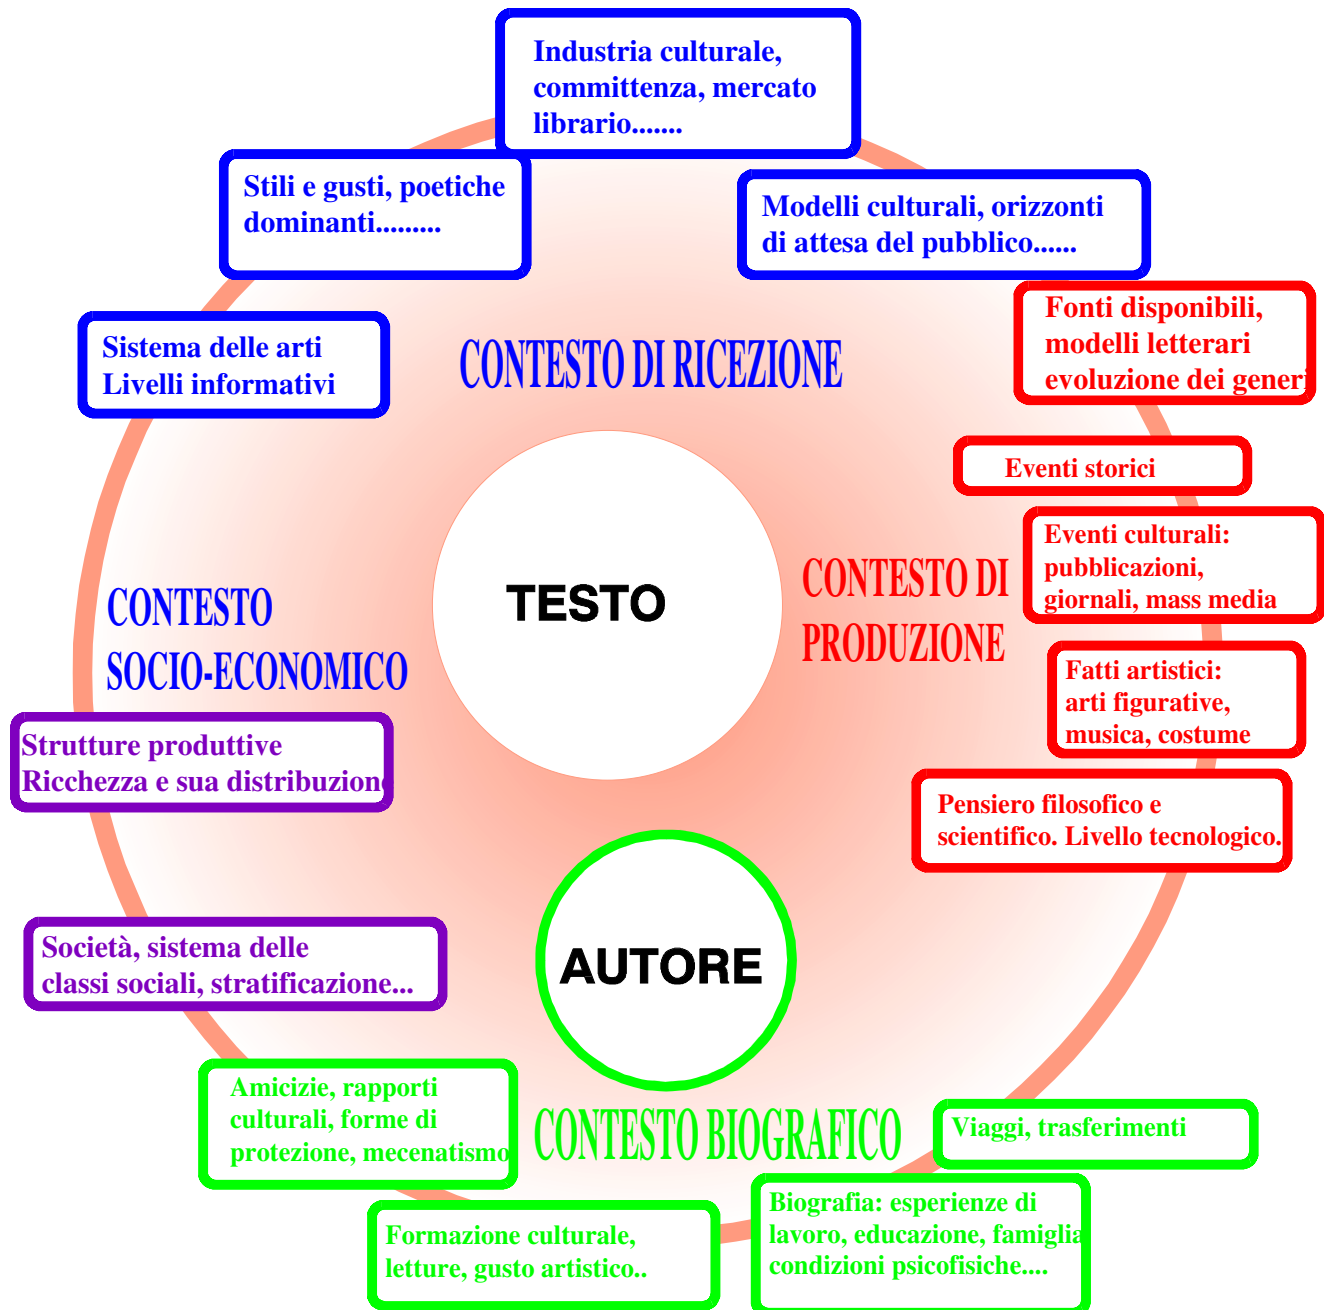 Industria culturale,
committenza, mercato
librario.......
Stili e gusti, poetiche
dominanti.........
Modelli culturali, orizzonti
di attesa del pubblico......
Fonti disponibili,
modelli letterari
evoluzione dei generi
Sistema delle arti
Livelli informativi
CONTESTO DI RICEZIONE
Eventi storici
Eventi culturali:
pubblicazioni,
giornali, mass media
CONTESTO DI
PRODUZIONE
TESTO
CONTESTO
SOCIO-ECONOMICO
Fatti artistici:
arti figurative,
musica, costume
Strutture produttive
Ricchezza e sua distribuzione
Pensiero filosofico e
scientifico. Livello tecnologico.
Società, sistema delle
classi sociali, stratificazione...
AUTORE
Amicizie, rapporti
culturali, forme di
protezione, mecenatismo
CONTESTO BIOGRAFICO
Viaggi, trasferimenti
Formazione culturale,
letture, gusto artistico..
Biografia: esperienze di
lavoro, educazione, famiglia
condizioni psicofisiche....